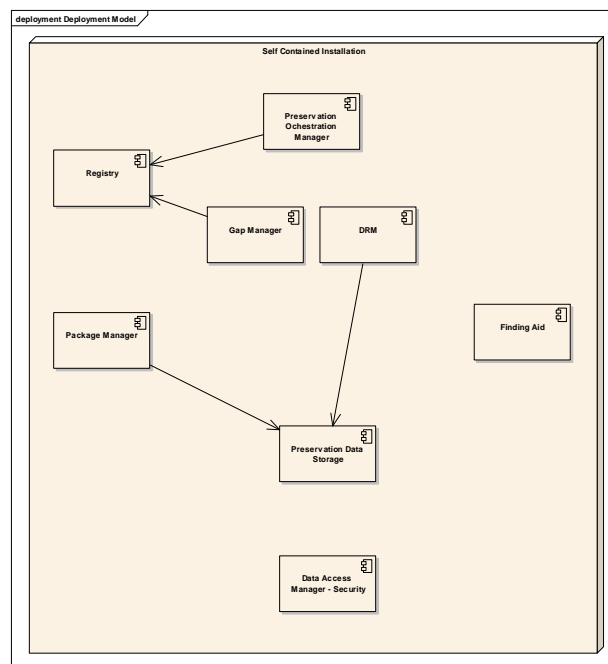 deployment Deployment Model
Self Contained Installation
Preservation
Ochestration
Manager
Registry
Gap Manager
DRM
Package Manager
Finding Aid
Preservation Data
Storage
Data Access
Manager - Security